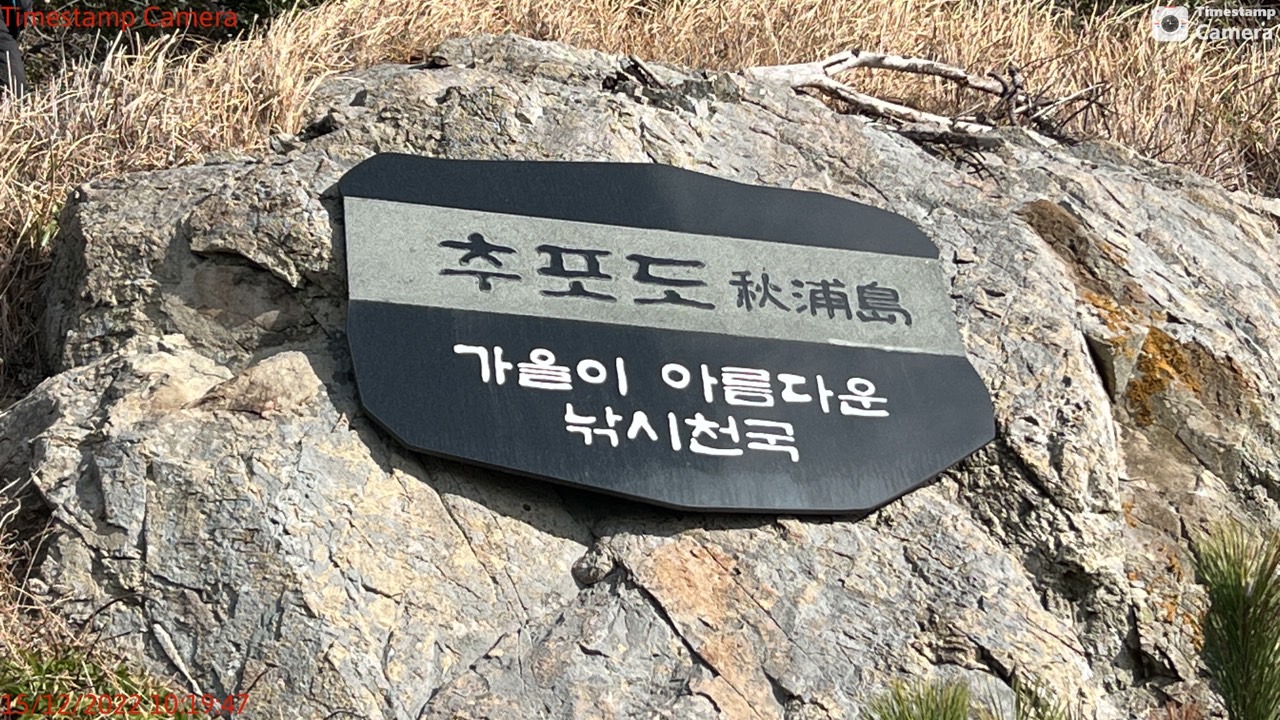 Timestamp Camera
Timestamp
Camera
추포도 秋浦島
가을이 아름다운
낚시천국
15/12/2022 10:19:47